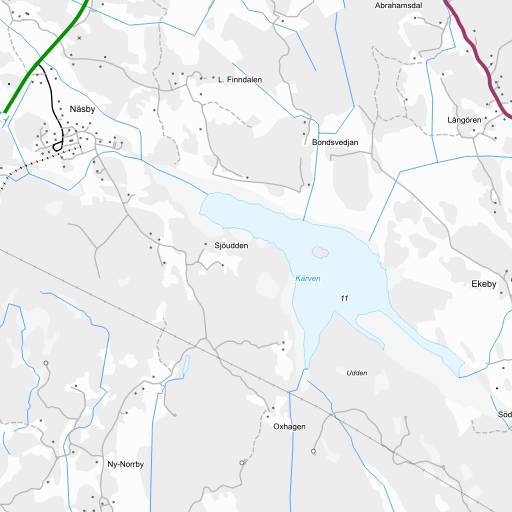 Abrahamsdal
L. Finndalen
Näsby
Långören
Bondsvedjan
Sjöudden
Kärven
Ekeby
11
Udden
Söd
Oxhagen
Ny-Norrby